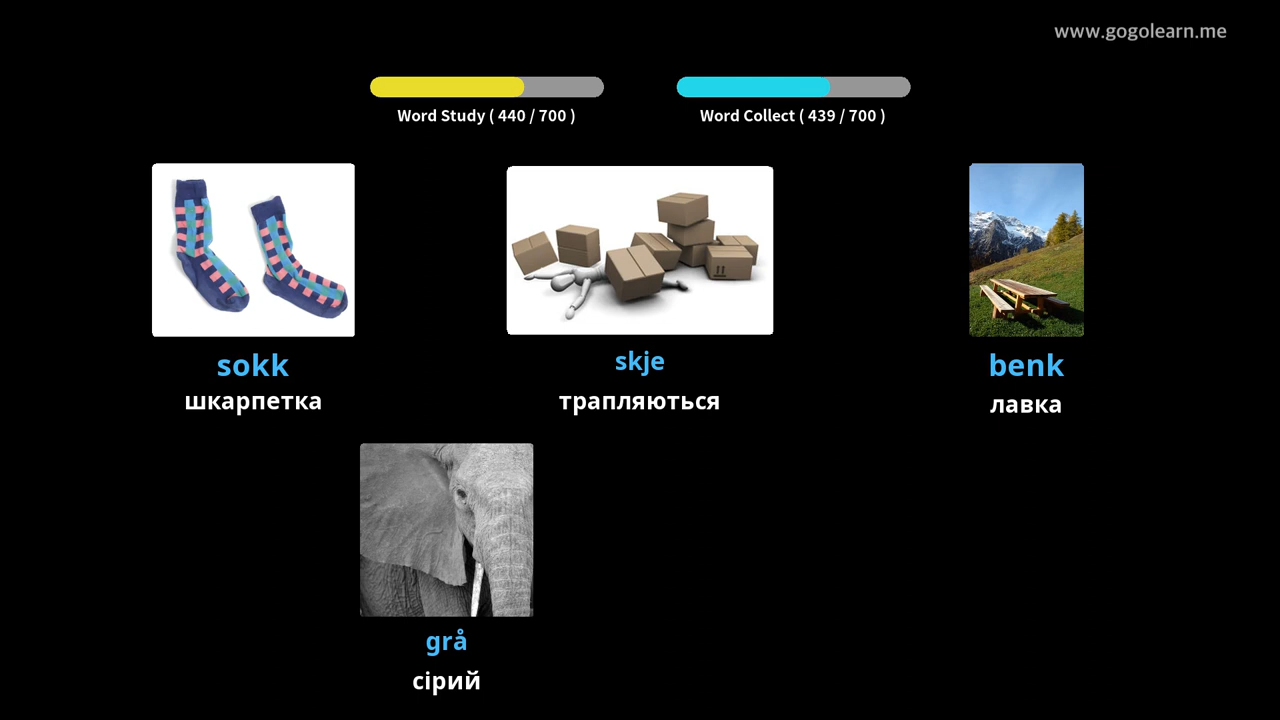 www.gogolearn.me
Word Study ( 440 / 700 )
Word Collect ( 439 / 700 )
sokk
шкарпетка
skje
трапляються
benk
лавка
grå
сірий